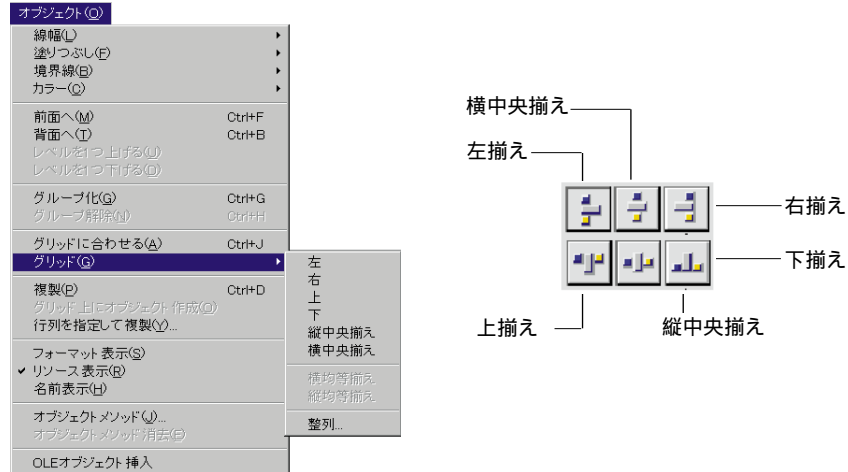 オブジェクト(O)
線幅(L)
塗りつぶし(F)
境界線(B)
カラー(C)
前面へ(M) Ctrl+F
背面へ(T) Ctrl+B
レベルを1つ上げる(U)
レベルを1つ下げる(D)
グループ化(G) Ctrl+G
グループ解除(N) Ctrl+H
グリッドに合わせる(A) Ctrl+J
グリッド(G)
複製(P) Ctrl+D
グリッド上にオブジェクト作成(O)
行列を指定して複製(Y)...
フォーマット表示(S)
リソース表示(R)
名前表示(H)
オブジェクトメソッド(J)...
オブジェクトメソッド消去(E)
OLEオブジェクト挿入
左
右
上
下
縦中央揃え
横中央揃え
横均等揃え
縦均等揃え
整列...
横中央揃え
左揃え
右揃え
下揃え
上揃え
縦中央揃え